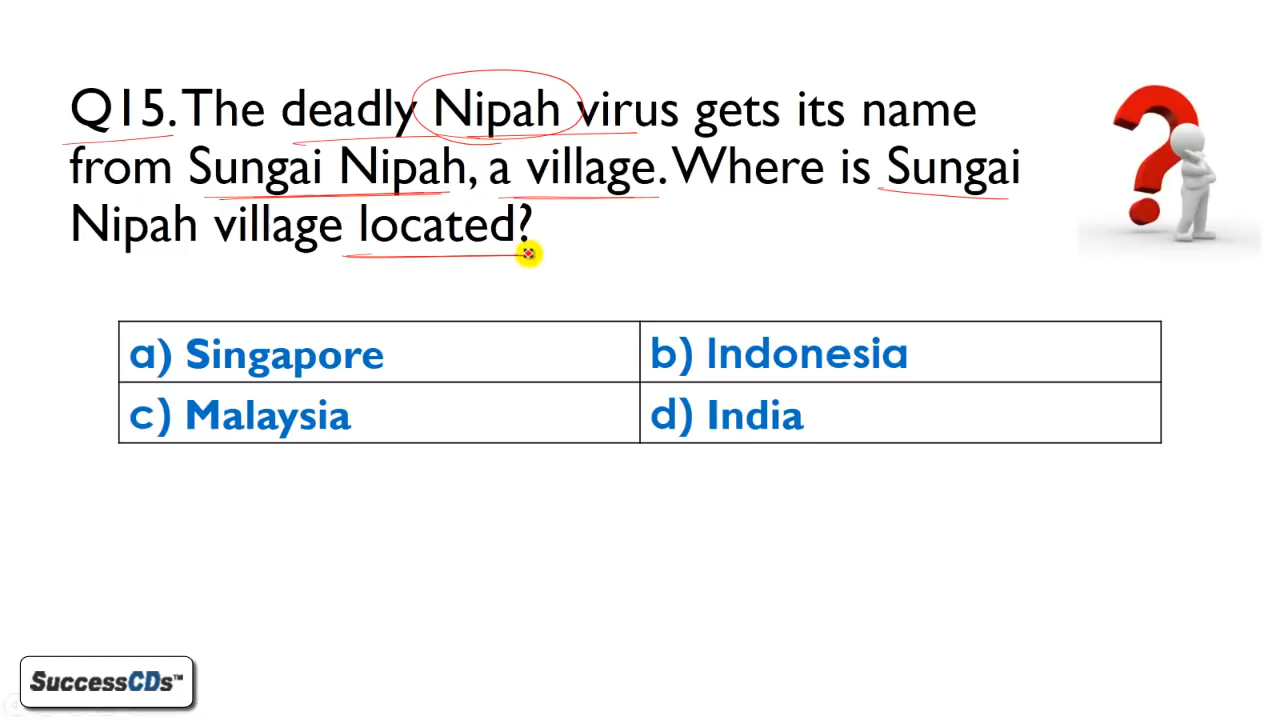 Q15. The deadly Nipah virus gets its name
from Sungai Nipah, a village. Where is Sungai
Nipah village located?
a) Singapore
b) Indonesia
c) Malaysia
d) India
SuccessCDs™